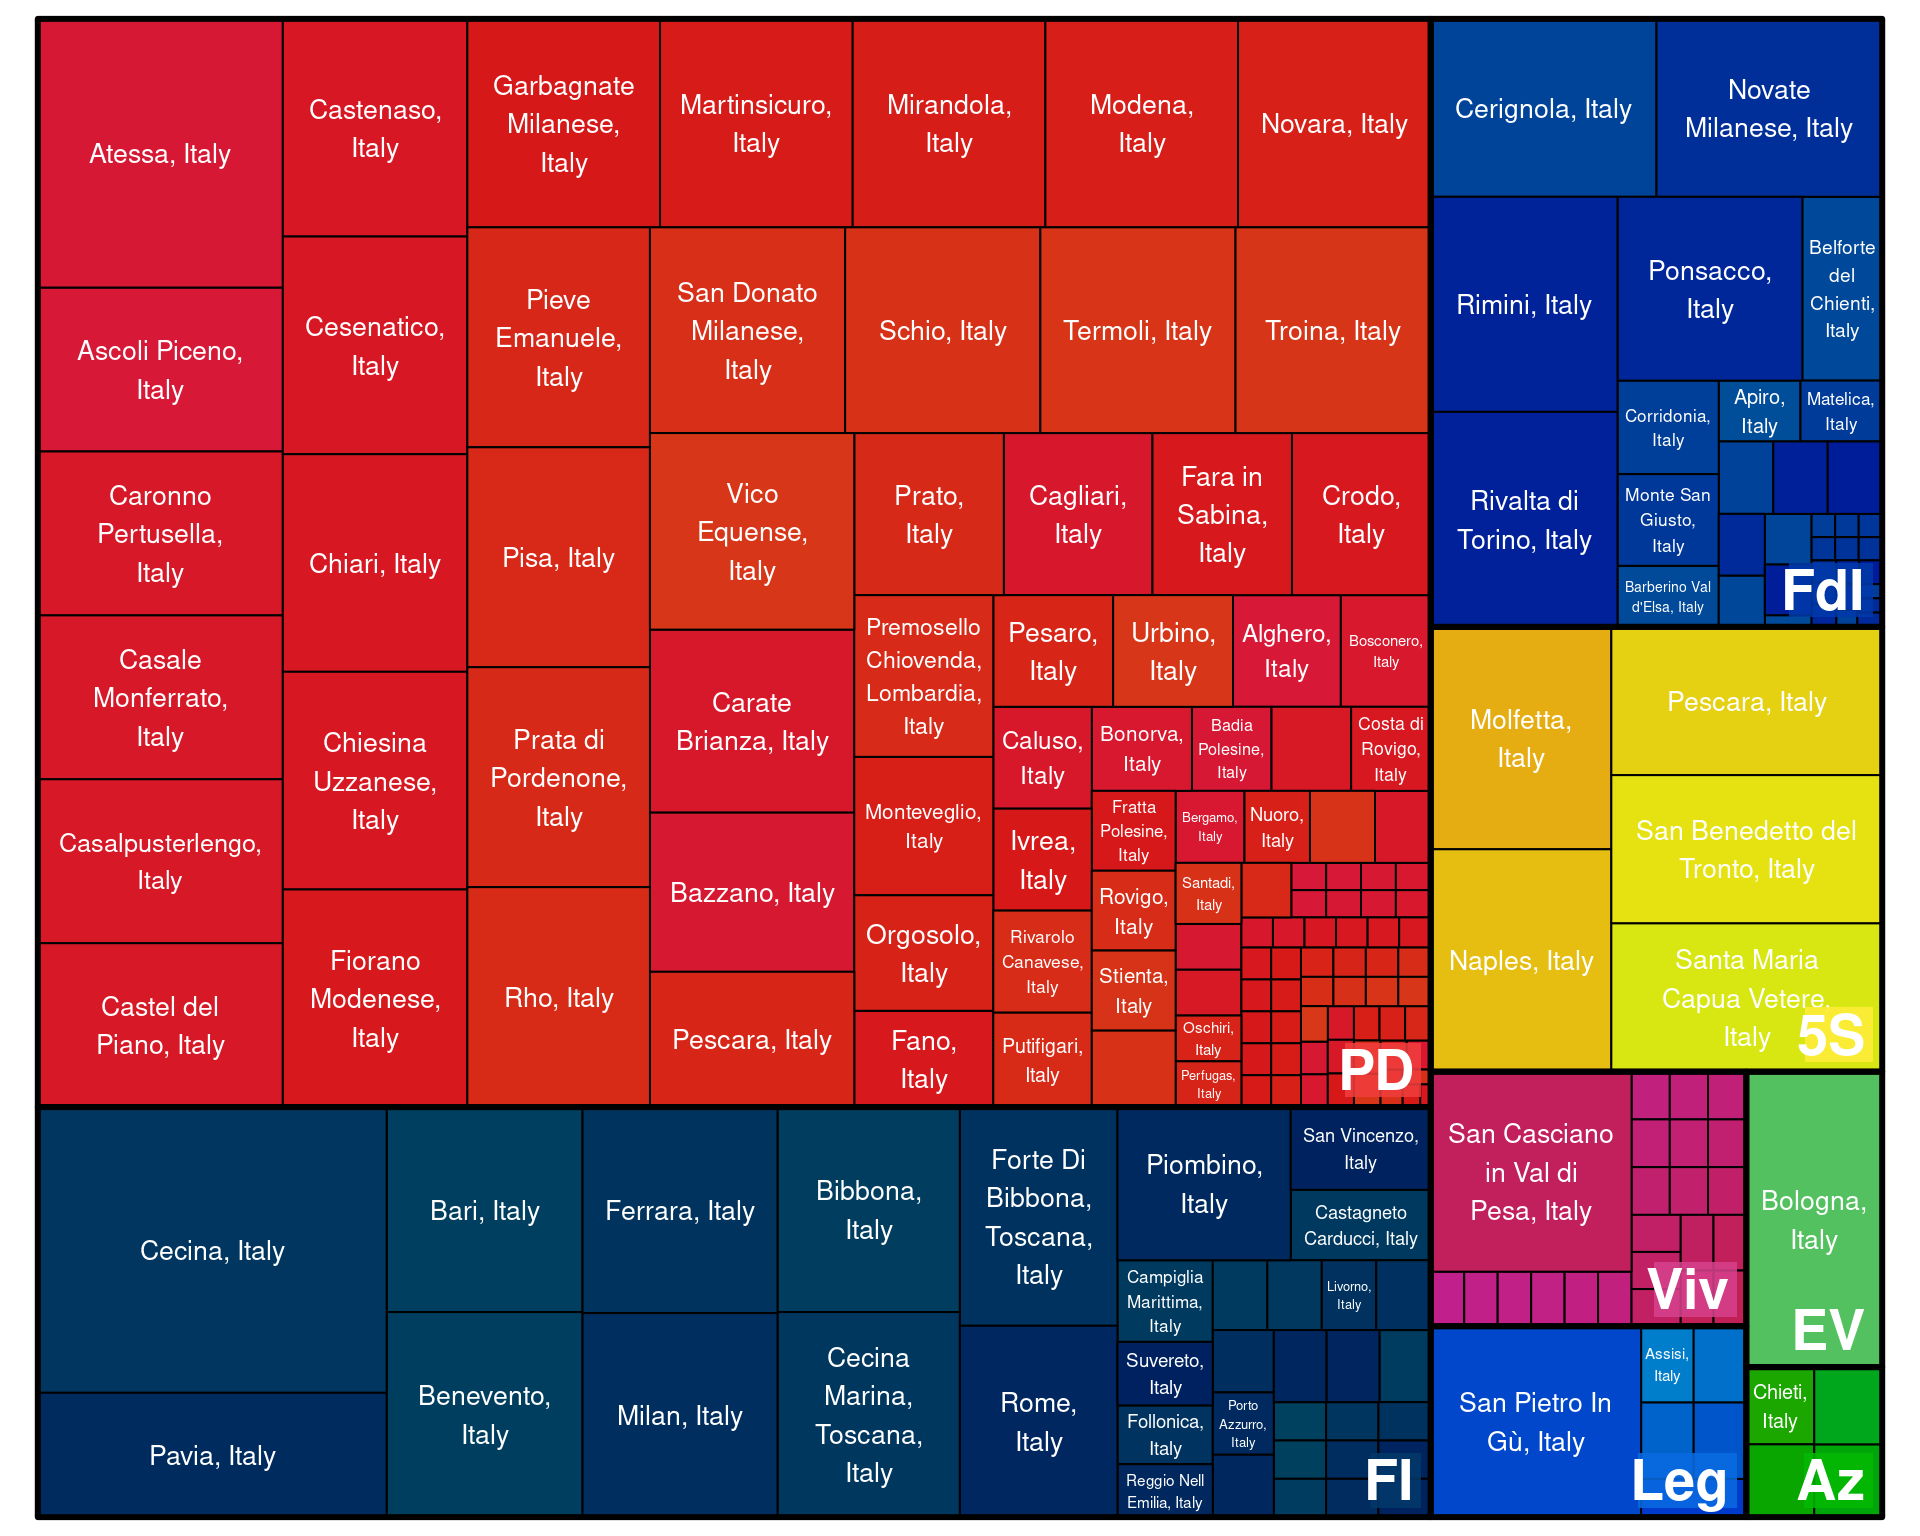 Atessa, Italy
Ascoli Piceno,
Italy
Caronno
Pertusella,
Italy
Casale
Monferrato,
Italy
Casalpusterlengo,
Italy
Castel del
Piano, Italy
Castenaso,
Italy
Cesenatico,
Italy
Chiari, Italy
Chiesina
Uzzanese,
Italy
Fiorano
Modenese,
Italy
Garbagnate
Milanese,
Italy
Martinsicuro,
Italy
Mirandola,
Italy
Modena,
Italy
Novara, Italy
Pieve
Emanuele,
Italy
Pisa, Italy
Prata di
Pordenone,
Italy
Rho, Italy
San Donato
Milanese,
Italy
Schio, Italy
Termoli, Italy
Troina, Italy
Vico
Equense,
Italy
Carate
Brianza, Italy
Bazzano, Italy
Pescara, Italy
Prato,
Italy
Cagliari,
Italy
Fara in
Sabina,
Italy
Crodo,
Italy
Premosello
Chiovenda,
Lombardia,
Italy
Monteveglio,
Italy
Orgosolo,
Italy
Fano,
Italy
Pesaro,
Italy
Urbino,
Italy
Alghero,
Italy
Bosconero,
Italy
Caluso,
Italy
Ivrea,
Italy
Rivarolo
Canavese,
Italy
Putifigari,
Italy
Bonorva,
Italy
Badia
Polesine,
Italy
Costa di
Rovigo,
Italy
Fratta
Polesine,
Italy
Rovigo,
Italy
Stienta,
Italy
Bergamo,
Italy
Nuoro,
Italy
Santadi,
Italy
Oschiri,
Italy
Perfugas,
Italy
PD
Cecina, Italy
Pavia, Italy
Bari, Italy
Benevento,
Italy
Ferrara, Italy
Milan, Italy
Bibbona,
Italy
Cecina
Marina,
Toscana,
Italy
Forte Di
Bibbona,
Toscana,
Italy
Rome,
Italy
Piombino,
Italy
San Vincenzo,
Italy
Castagneto
Carducci, Italy
Campiglia
Marittima,
Italy
Suvereto,
Italy
Follonica,
Italy
Reggio Nell
Emilia, Italy
Livorno,
Italy
Porto
Azzurro,
Italy
FI
Cerignola, Italy
Novate
Milanese, Italy
Rimini, Italy
Rivalta di
Torino, Italy
Ponsacco,
Italy
Belforte
del
Chienti,
Italy
Corridonia,
Italy
Monte San
Giusto,
Italy
Barberino Val
d'Elsa, Italy
Apiro,
Italy
Matelica,
Italy
FdI
Molfetta,
Italy
Naples, Italy
Pescara, Italy
San Benedetto del
Tronto, Italy
Santa Maria
Capua Vetere,
Italy
5S
San Casciano
in Val di
Pesa, Italy
Viv
Bologna,
Italy
EV
San Pietro In
Gù, Italy
Assisi,
Italy
Leg
Chieti,
Italy
Az